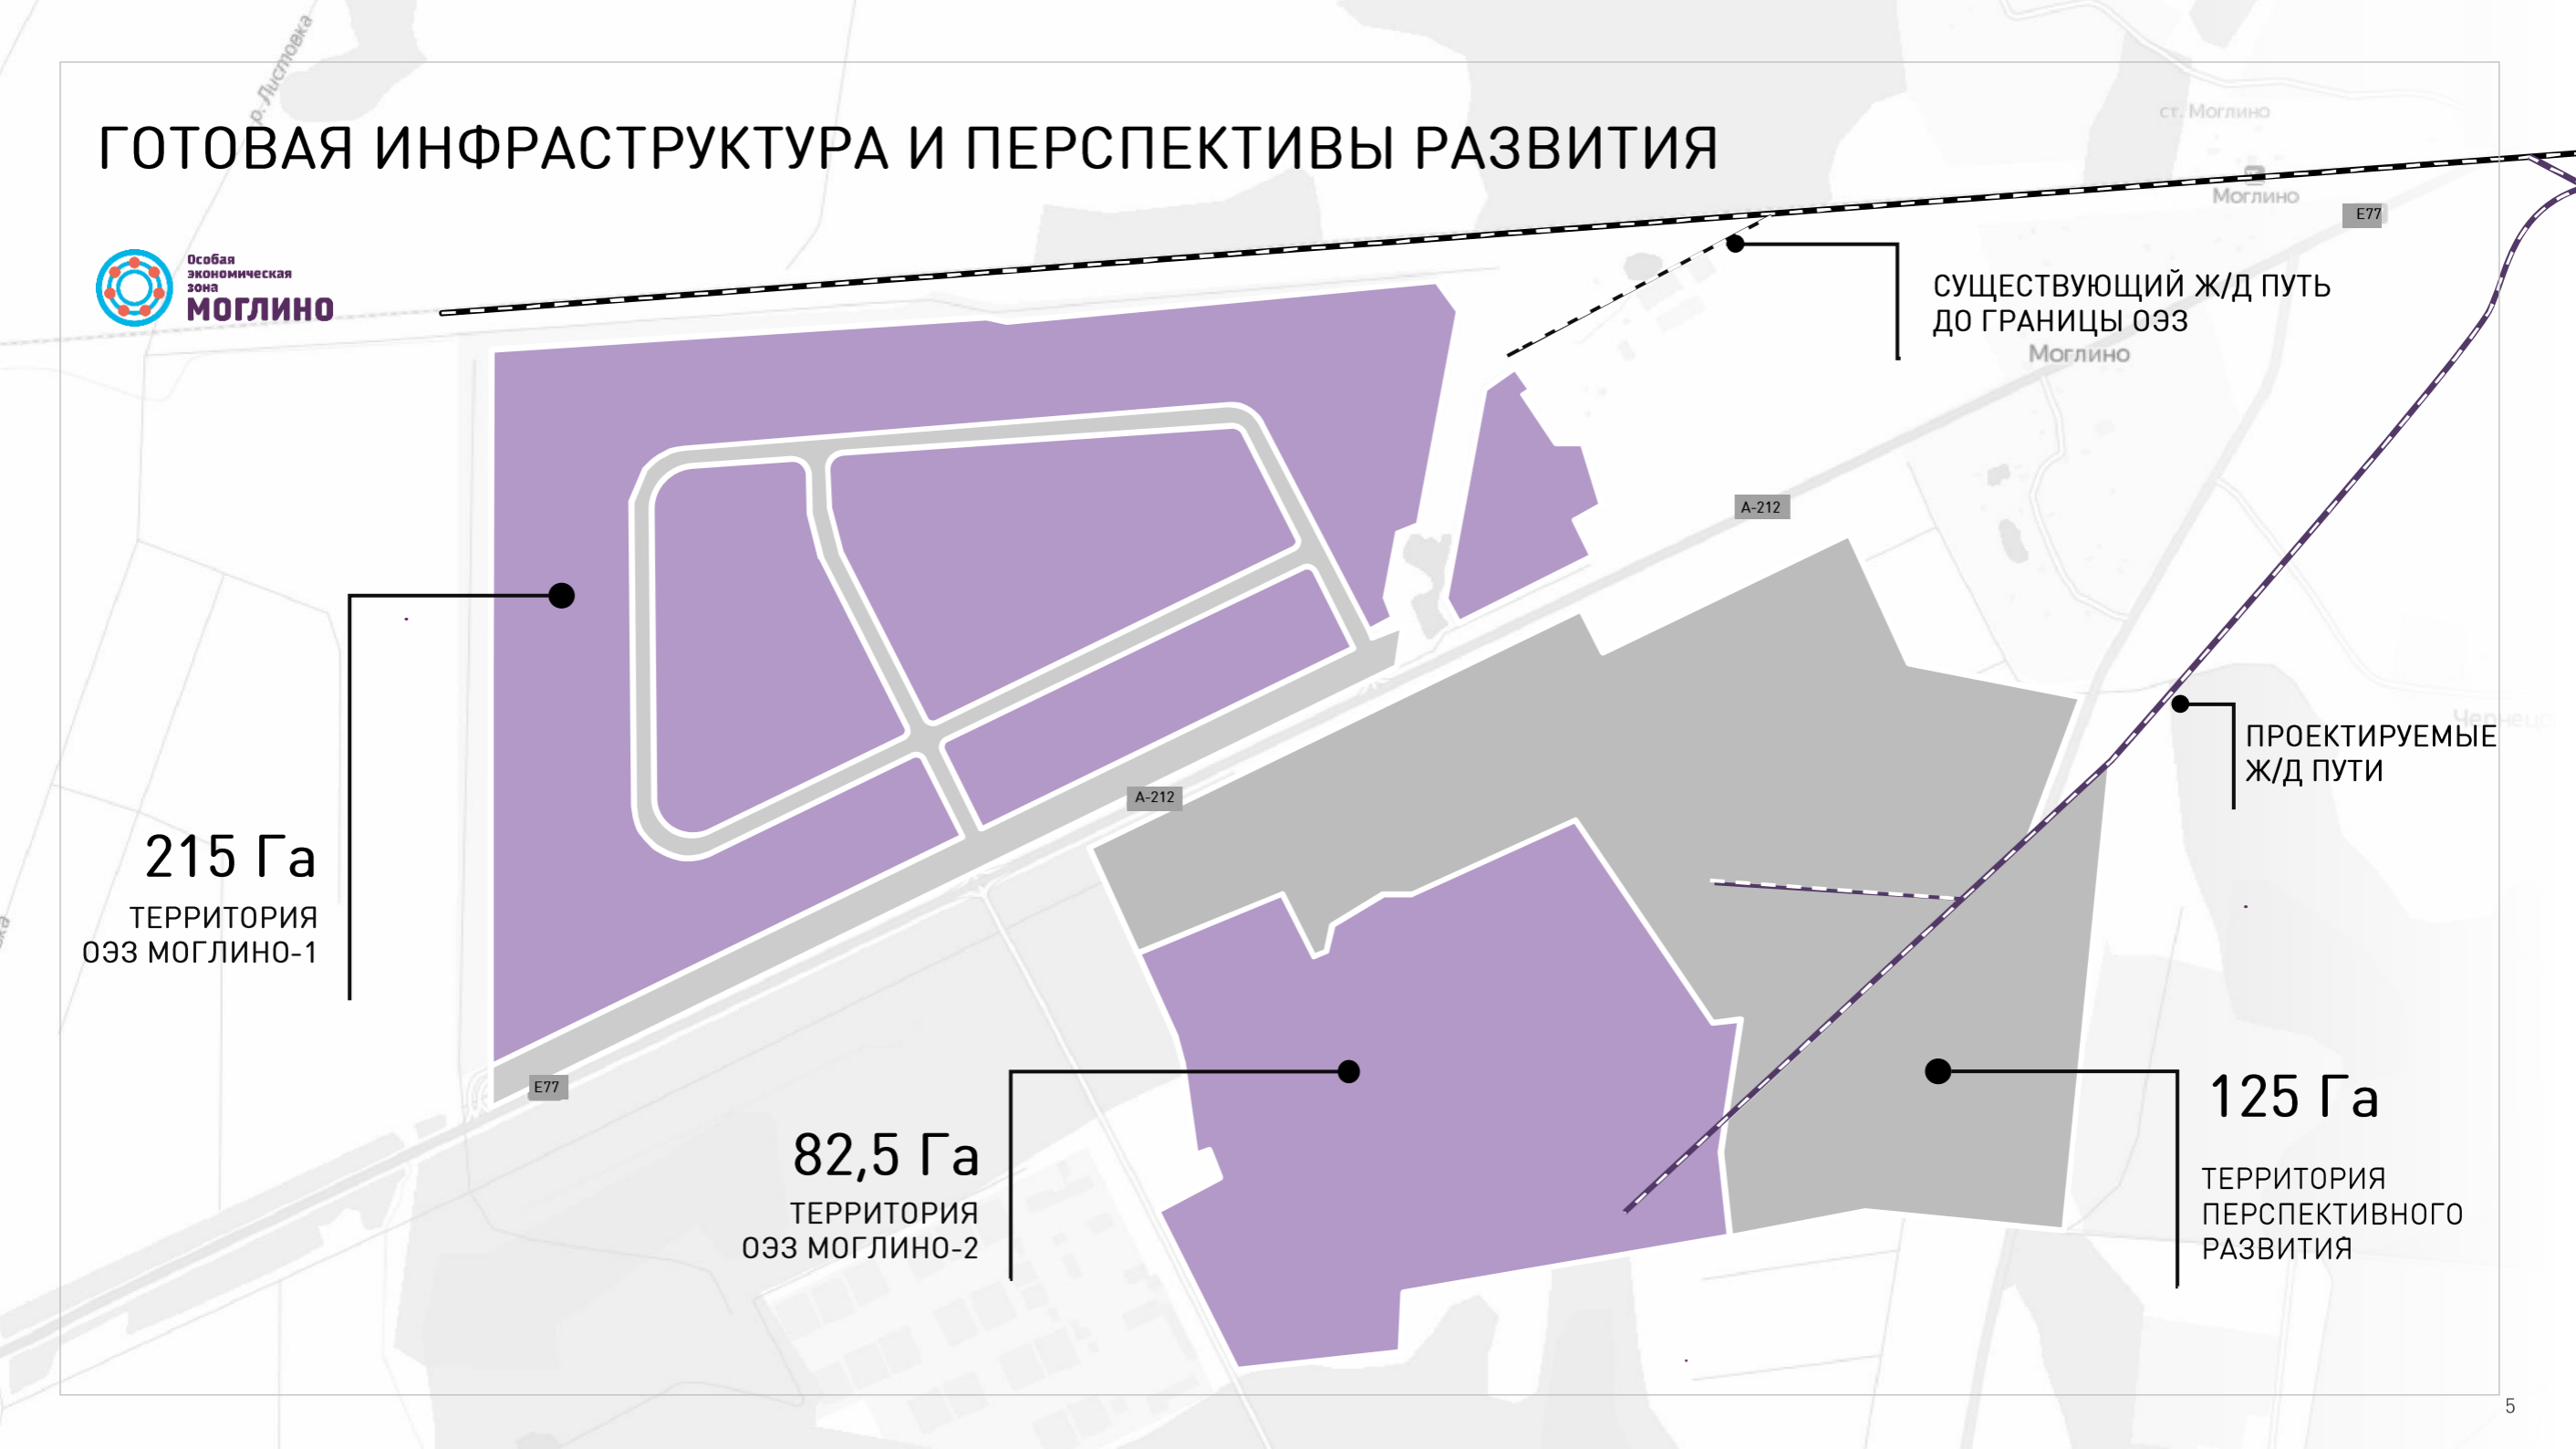 р. Листовка
ст. Моглино
ГОТОВАЯ ИНФРАСТРУКТУРА И ПЕРСПЕКТИВЫ РАЗВИТИЯ
Моглино
E77
Особая
экономическая
зона
МОГЛИНО
СУЩЕСТВУЮЩИЙ Ж/Д ПУТЬ
ДО ГРАНИЦЫ ОЭЗ
Моглино
А-212
ПРОЕКТИРУЕМЫЕ
Ж/Д ПУТИ
А-212
215 Га
ТЕРРИТОРИЯ
ОЭЗ МОГЛИНО-1
E77
82,5 Га
ТЕРРИТОРИЯ
ОЭЗ МОГЛИНО-2
125 Га
ТЕРРИТОРИЯ
ПЕРСПЕКТИВНОГО
РАЗВИТИЯ
5